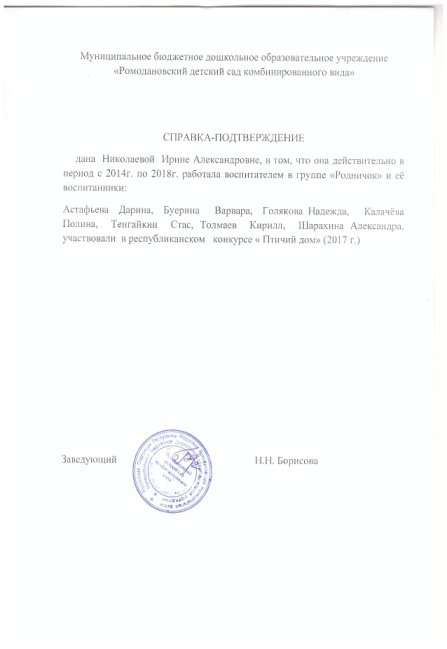 Муниципальное бюджетное дошкольное образовательное учреждение
«Ромодановский детский сад комбинированного вида»
СПРАВКА-ПОДТВЕРЖДЕНИЕ
дана Николаевой Ирине Александровне, в том, что она действительно в
период с 2014г. по 2018г. работала воспитателем в группе «Родничок» и её
воспитанники:
Астафьева Дарина, Буерина Варвара, Голякова Надежда, Калачёва
Полина, Тенгайкин Стас, Толмаев Кирилл, Шарахина Александра,
участвовали в республиканском конкурсе « Птичий дом» (2017 г.)
Заведующий Н.Н. Борисова